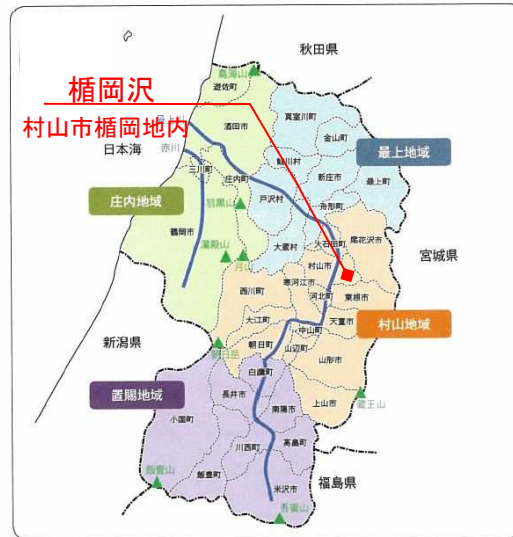 秋田県
鳥海山
遊佐町
楯岡沢
真室川町
最上川
酒田市
金山町
村山市楯岡地内
日本海
赤川
鮭川村
最上地域
三川町
庄内町
新庄市
最上町
戸沢村
舟形町
庄内地域
羽黒山
鶴岡市
大蔵村
大石田町
尾花沢市
宮城県
湯殿山
月山
村山市
西川町
寒河江市
河北町
東根市
大江町
天童市
村山地域
中山町
新潟県
朝日岳
朝日町
山辺町
山形市
白鷹町
置賜地域
長井市
南陽市
上山市
蔵王山
小国町
川西町
高畠町
飯豊山
飯豊町
福島県
米沢市
吾妻山